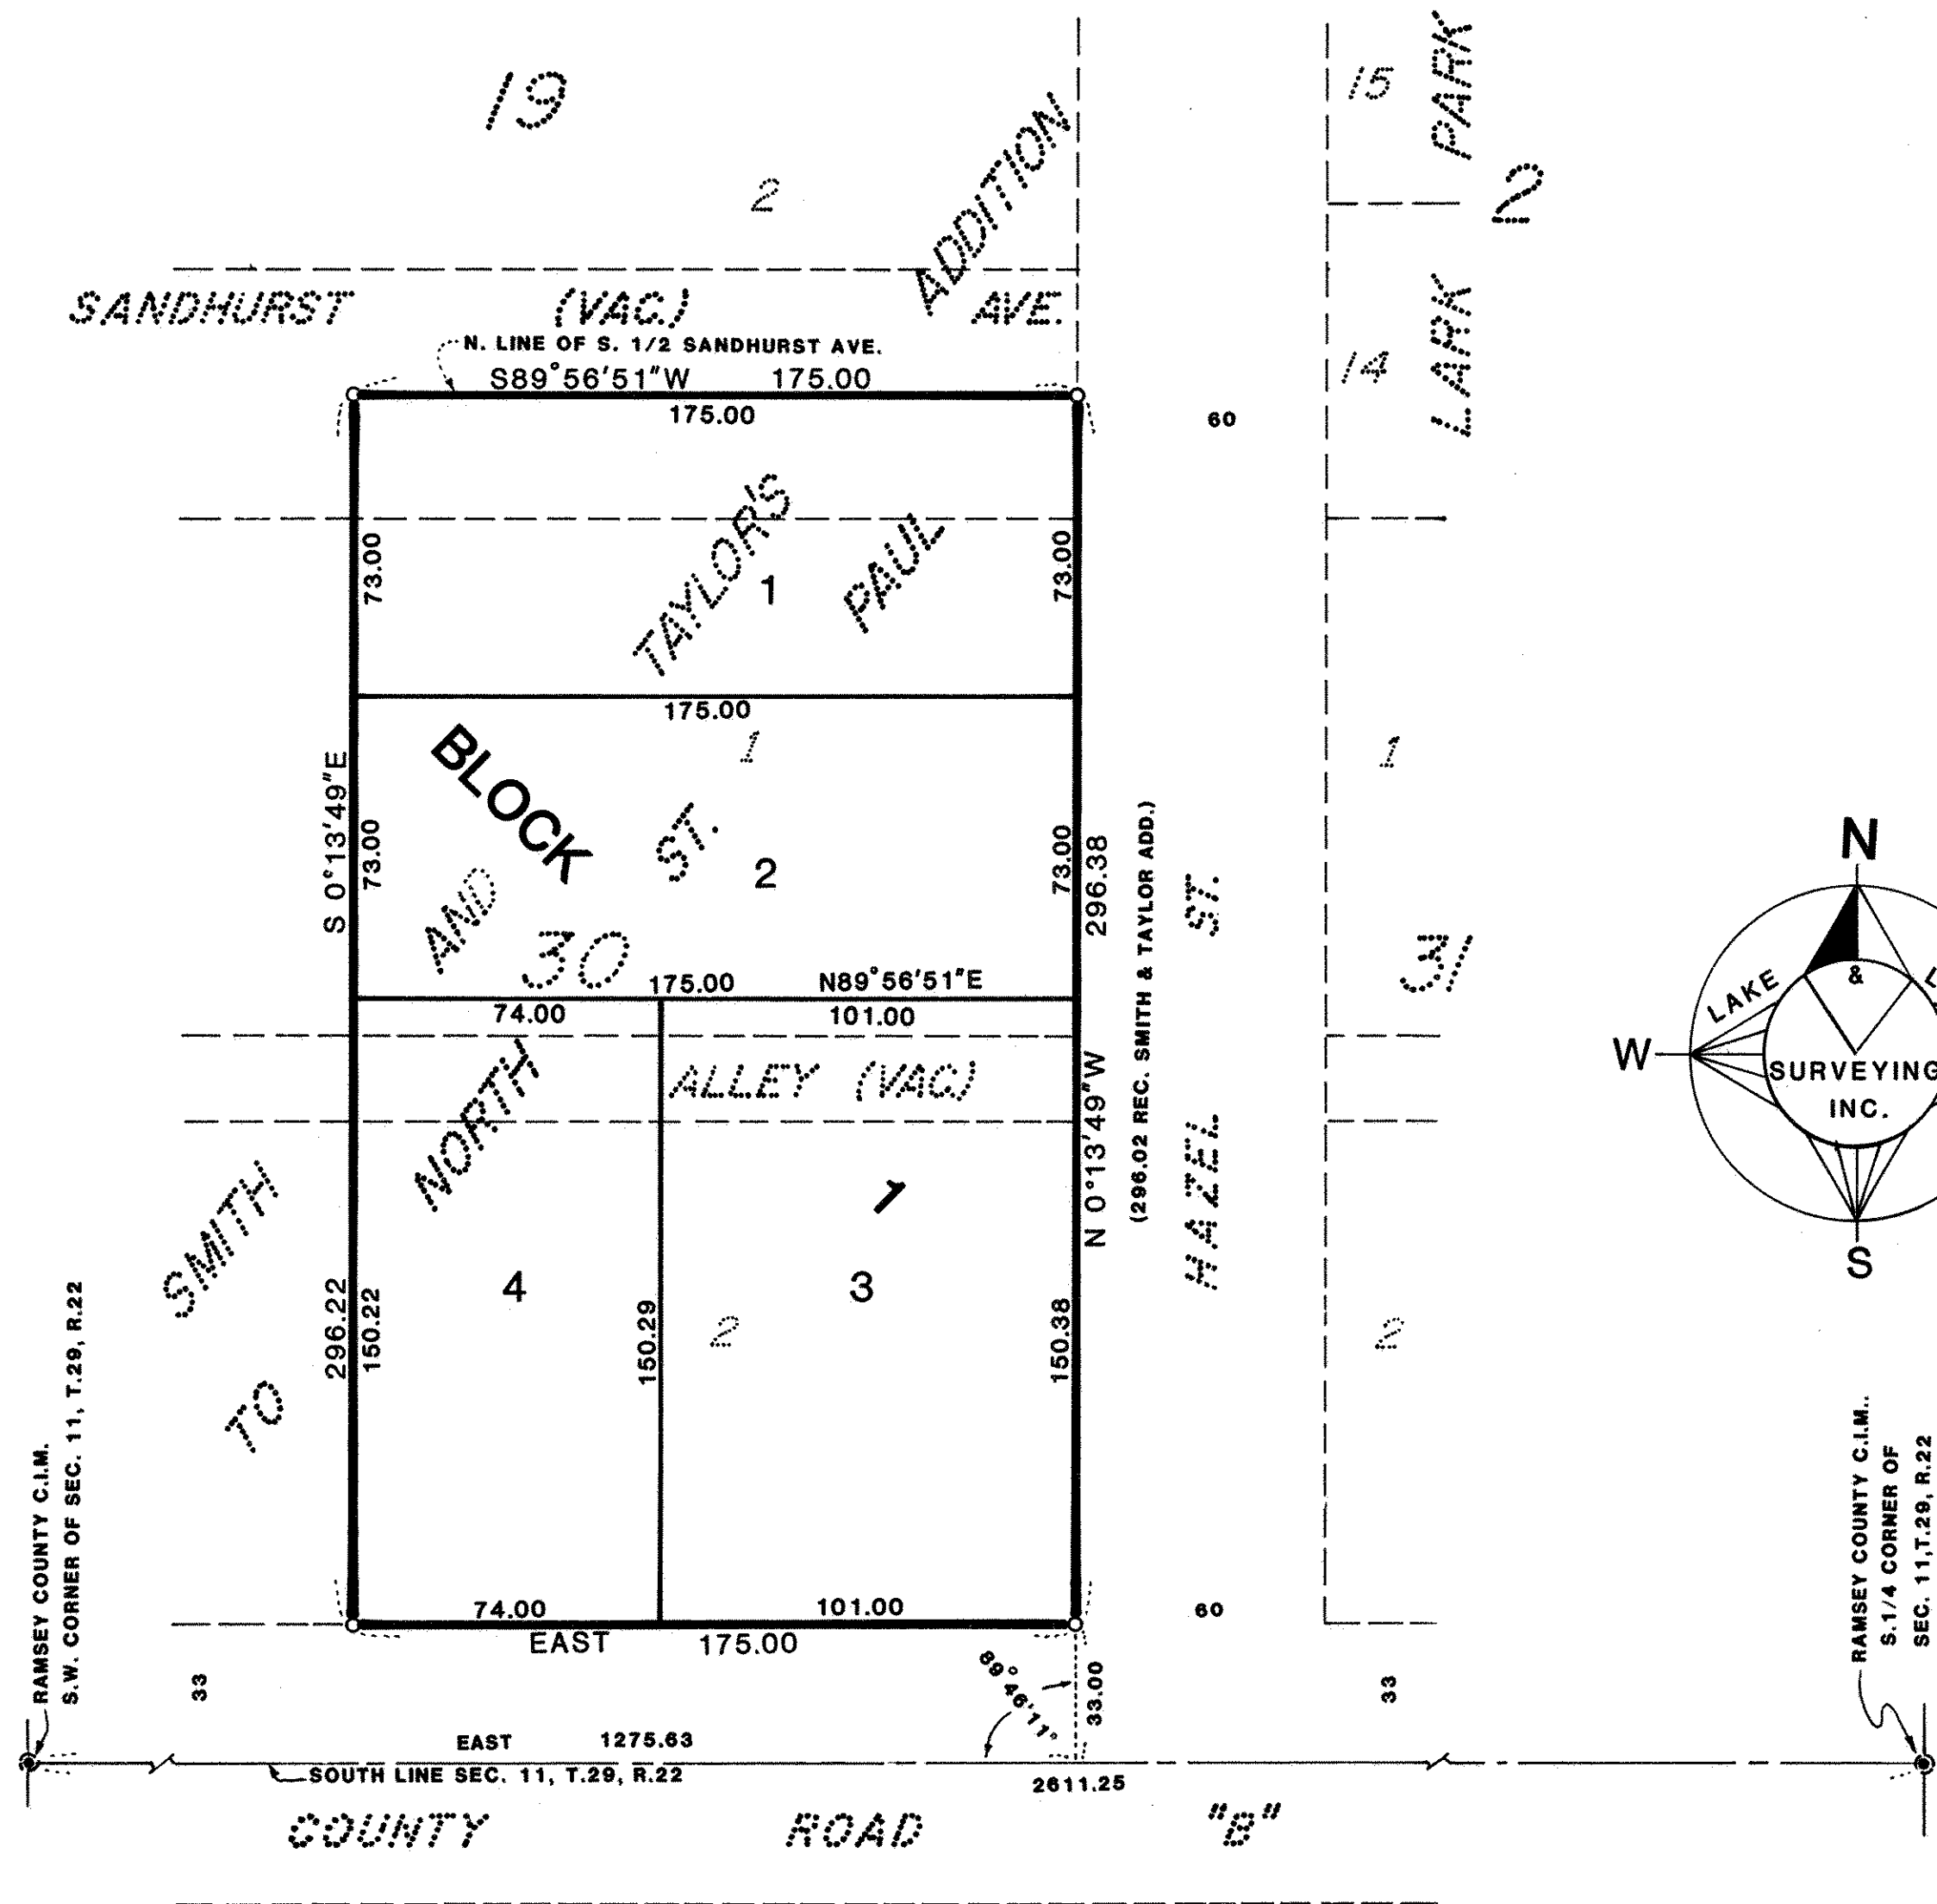 19
2
ADDITION
15
PARK
2
SANDHURST (VAC.) AVE.
N. LINE OF S. 1/2 SANDHURST AVE.
S89°56'51"W 175.00
175.00
14
LARK
60
73.00
TAYLOR'S
1
PAUL
73.00
175.00
1
BLOCK
1
S 0°13'49"E
73.00
ST.
2
73.00
296.38
(296.02 REC. SMITH & TAYLOR ADD.)
ST.
AND
30
31
175.00 N89°56'51"E
74.00 101.00
NORTH
ALLEY (VAC.)
N 0°13'49"W
HAZEL
N
LAKE
&
W
SURVEYING
INC.
S
SMITH
1
4
3
296.22
150.22
150.29
2
150.38
2
TO
RAMSEY COUNTY C.I.M.
S.W. CORNER OF SEC. 11, T.29, R.22
RAMSEY COUNTY C.I.M.
S.1/4 CORNER OF
SEC. 11,T.29, R.22
74.00 101.00
EAST 175.00
60
33
89°46'11"
33.00
33
EAST 1275.63
SOUTH LINE SEC. 11, T.29, R.22
2611.25
COUNTY ROAD "B"